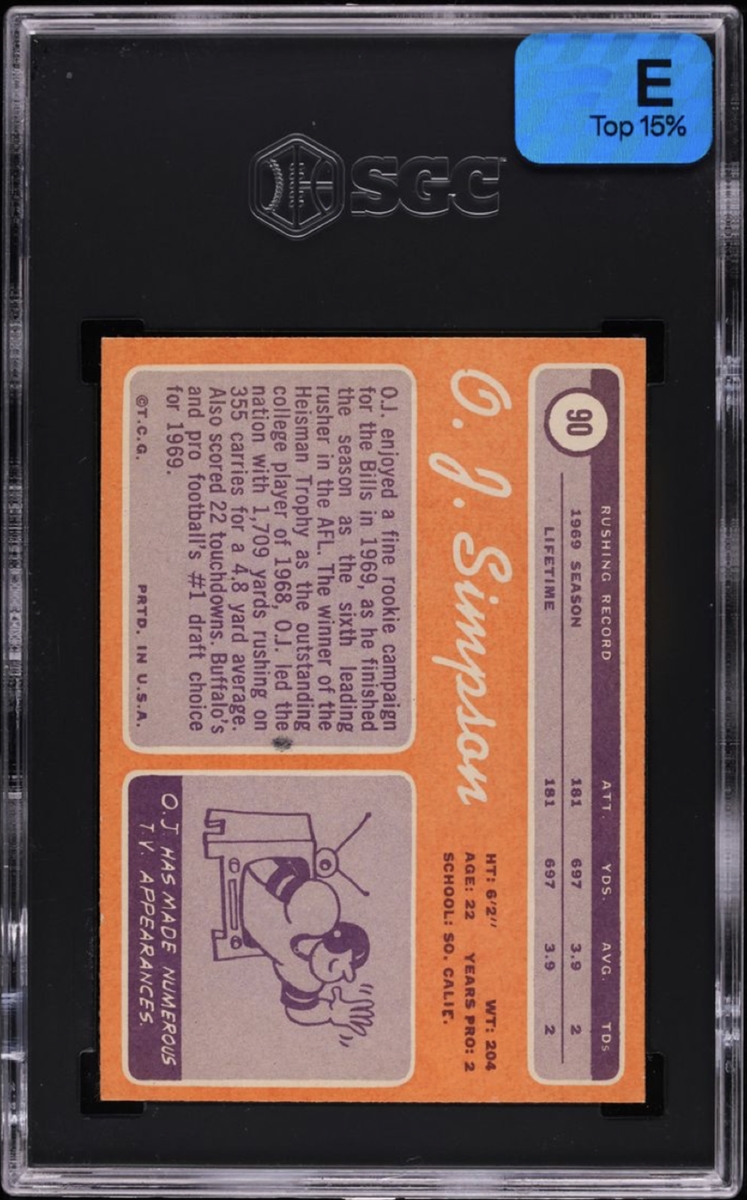 E
Top 15%
SGC
90
RUSHING RECORD ATT. YDS. AVG. TDs
1969 SEASON 181 697 3.9 2
LIFETIME 181 697 3.9 2
O. J. Simpson
HT: 6'2" WT: 204
AGE: 22 YEARS PRO: 2
SCHOOL: SO. CALIF.
O.J. enjoyed a fine rookie campaign
for the Bills in 1969, as he finished
the season as the sixth leading
rusher in the AFL. The winner of the
Heisman Trophy as the outstanding
college player of 1968, O.J. led the
nation with 1,709 yards rushing on
355 carries for a 4.8 yard average.
Also scored 22 touchdowns. Buffalo's
and pro football's #1 draft choice
for 1969.
©T.C.G. PRTD. IN U.S.A.
O.J. HAS MADE NUMEROUS
T.V. APPEARANCES.